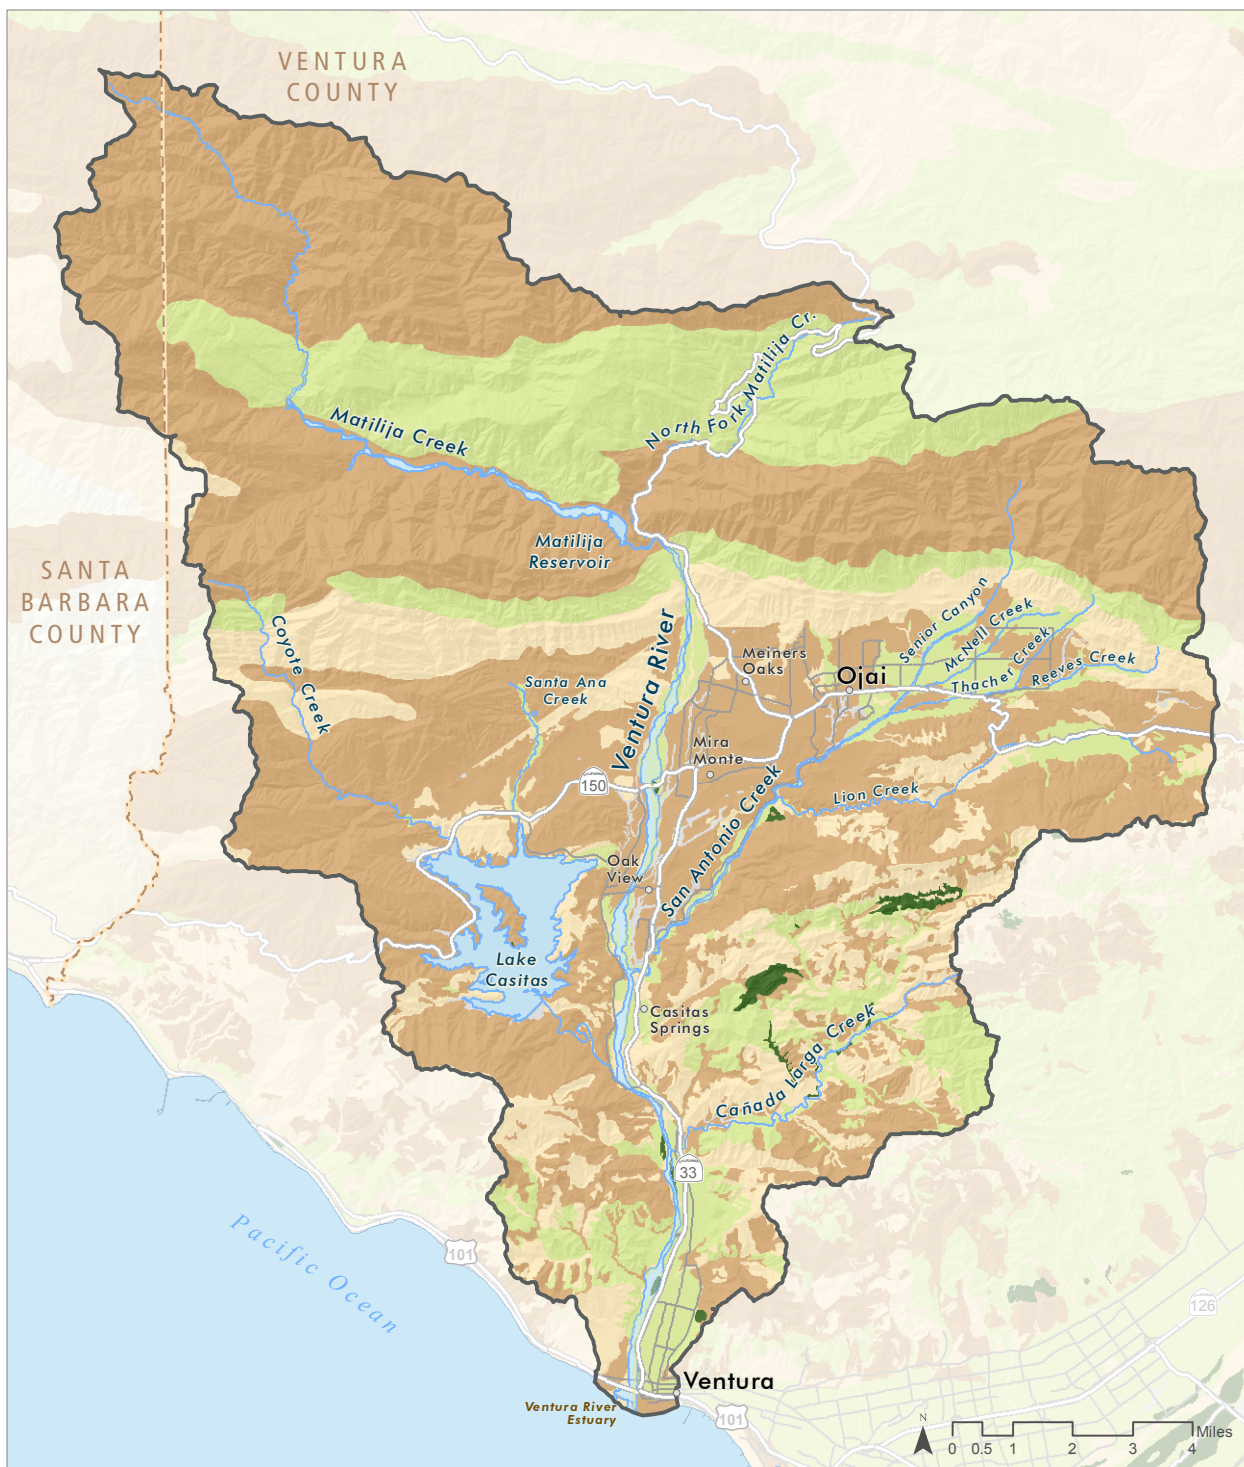 VENTURA
COUNTY
North Fork Matilija Cr.
Matilija Creek
Matilija
Reservoir
SANTA
BARBARA
COUNTY
Coyote Creek
Santa Ana
Creek
Ventura River
Meiners
Oaks
Ojai
Senior Canyon
McNell Creek
Thacher Creek
Reeves Creek
Mira
Monte
CALIFORNIA
150
Lion Creek
San Antonio Creek
Oak
View
Lake
Casitas
Casitas
Springs
Cañada Larga Creek
CALIFORNIA
33
Pacific Ocean
101
126
Ventura
Ventura River
Estuary
101
N
0 0.5 1 2 3 4 Miles